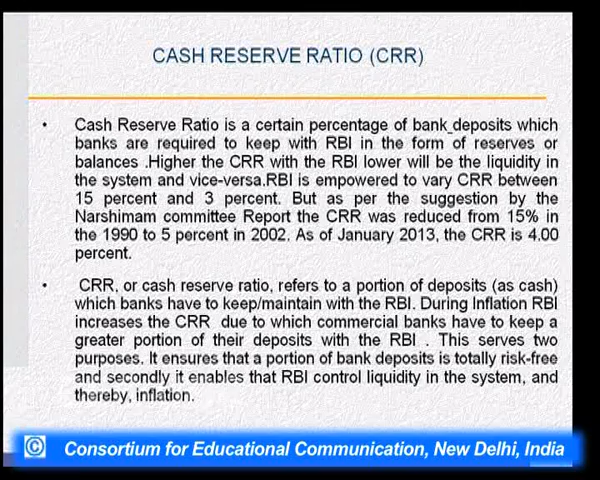 CASH RESERVE RATIO (CRR)
• Cash Reserve Ratio is a certain percentage of bank deposits which
banks are required to keep with RBI in the form of reserves or
balances .Higher the CRR with the RBI lower will be the liquidity in
the system and vice-versa.RBI is empowered to vary CRR between
15 percent and 3 percent. But as per the suggestion by the
Narshimam committee Report the CRR was reduced from 15% in
the 1990 to 5 percent in 2002. As of January 2013, the CRR is 4.00
percent.
• CRR, or cash reserve ratio, refers to a portion of deposits (as cash)
which banks have to keep/maintain with the RBI. During Inflation RBI
increases the CRR due to which commercial banks have to keep a
greater portion of their deposits with the RBI . This serves two
purposes. It ensures that a portion of bank deposits is totally risk-free
and secondly it enables that RBI control liquidity in the system, and
thereby, inflation.
© Consortium for Educational Communication, New Delhi, India